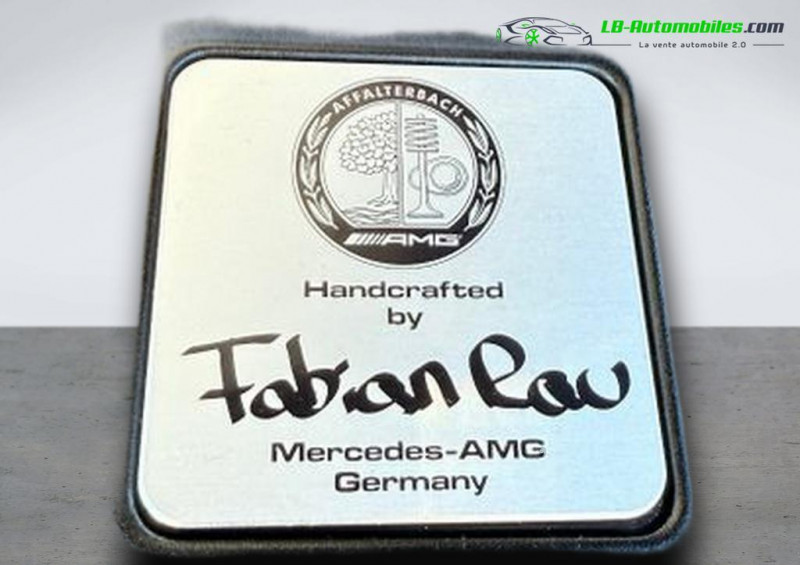 LB-Automobiles.com
La vente automobile 2.0
AFFALTERBACH
AMG
Handcrafted
by
Fabian Rau
Mercedes-AMG
Germany